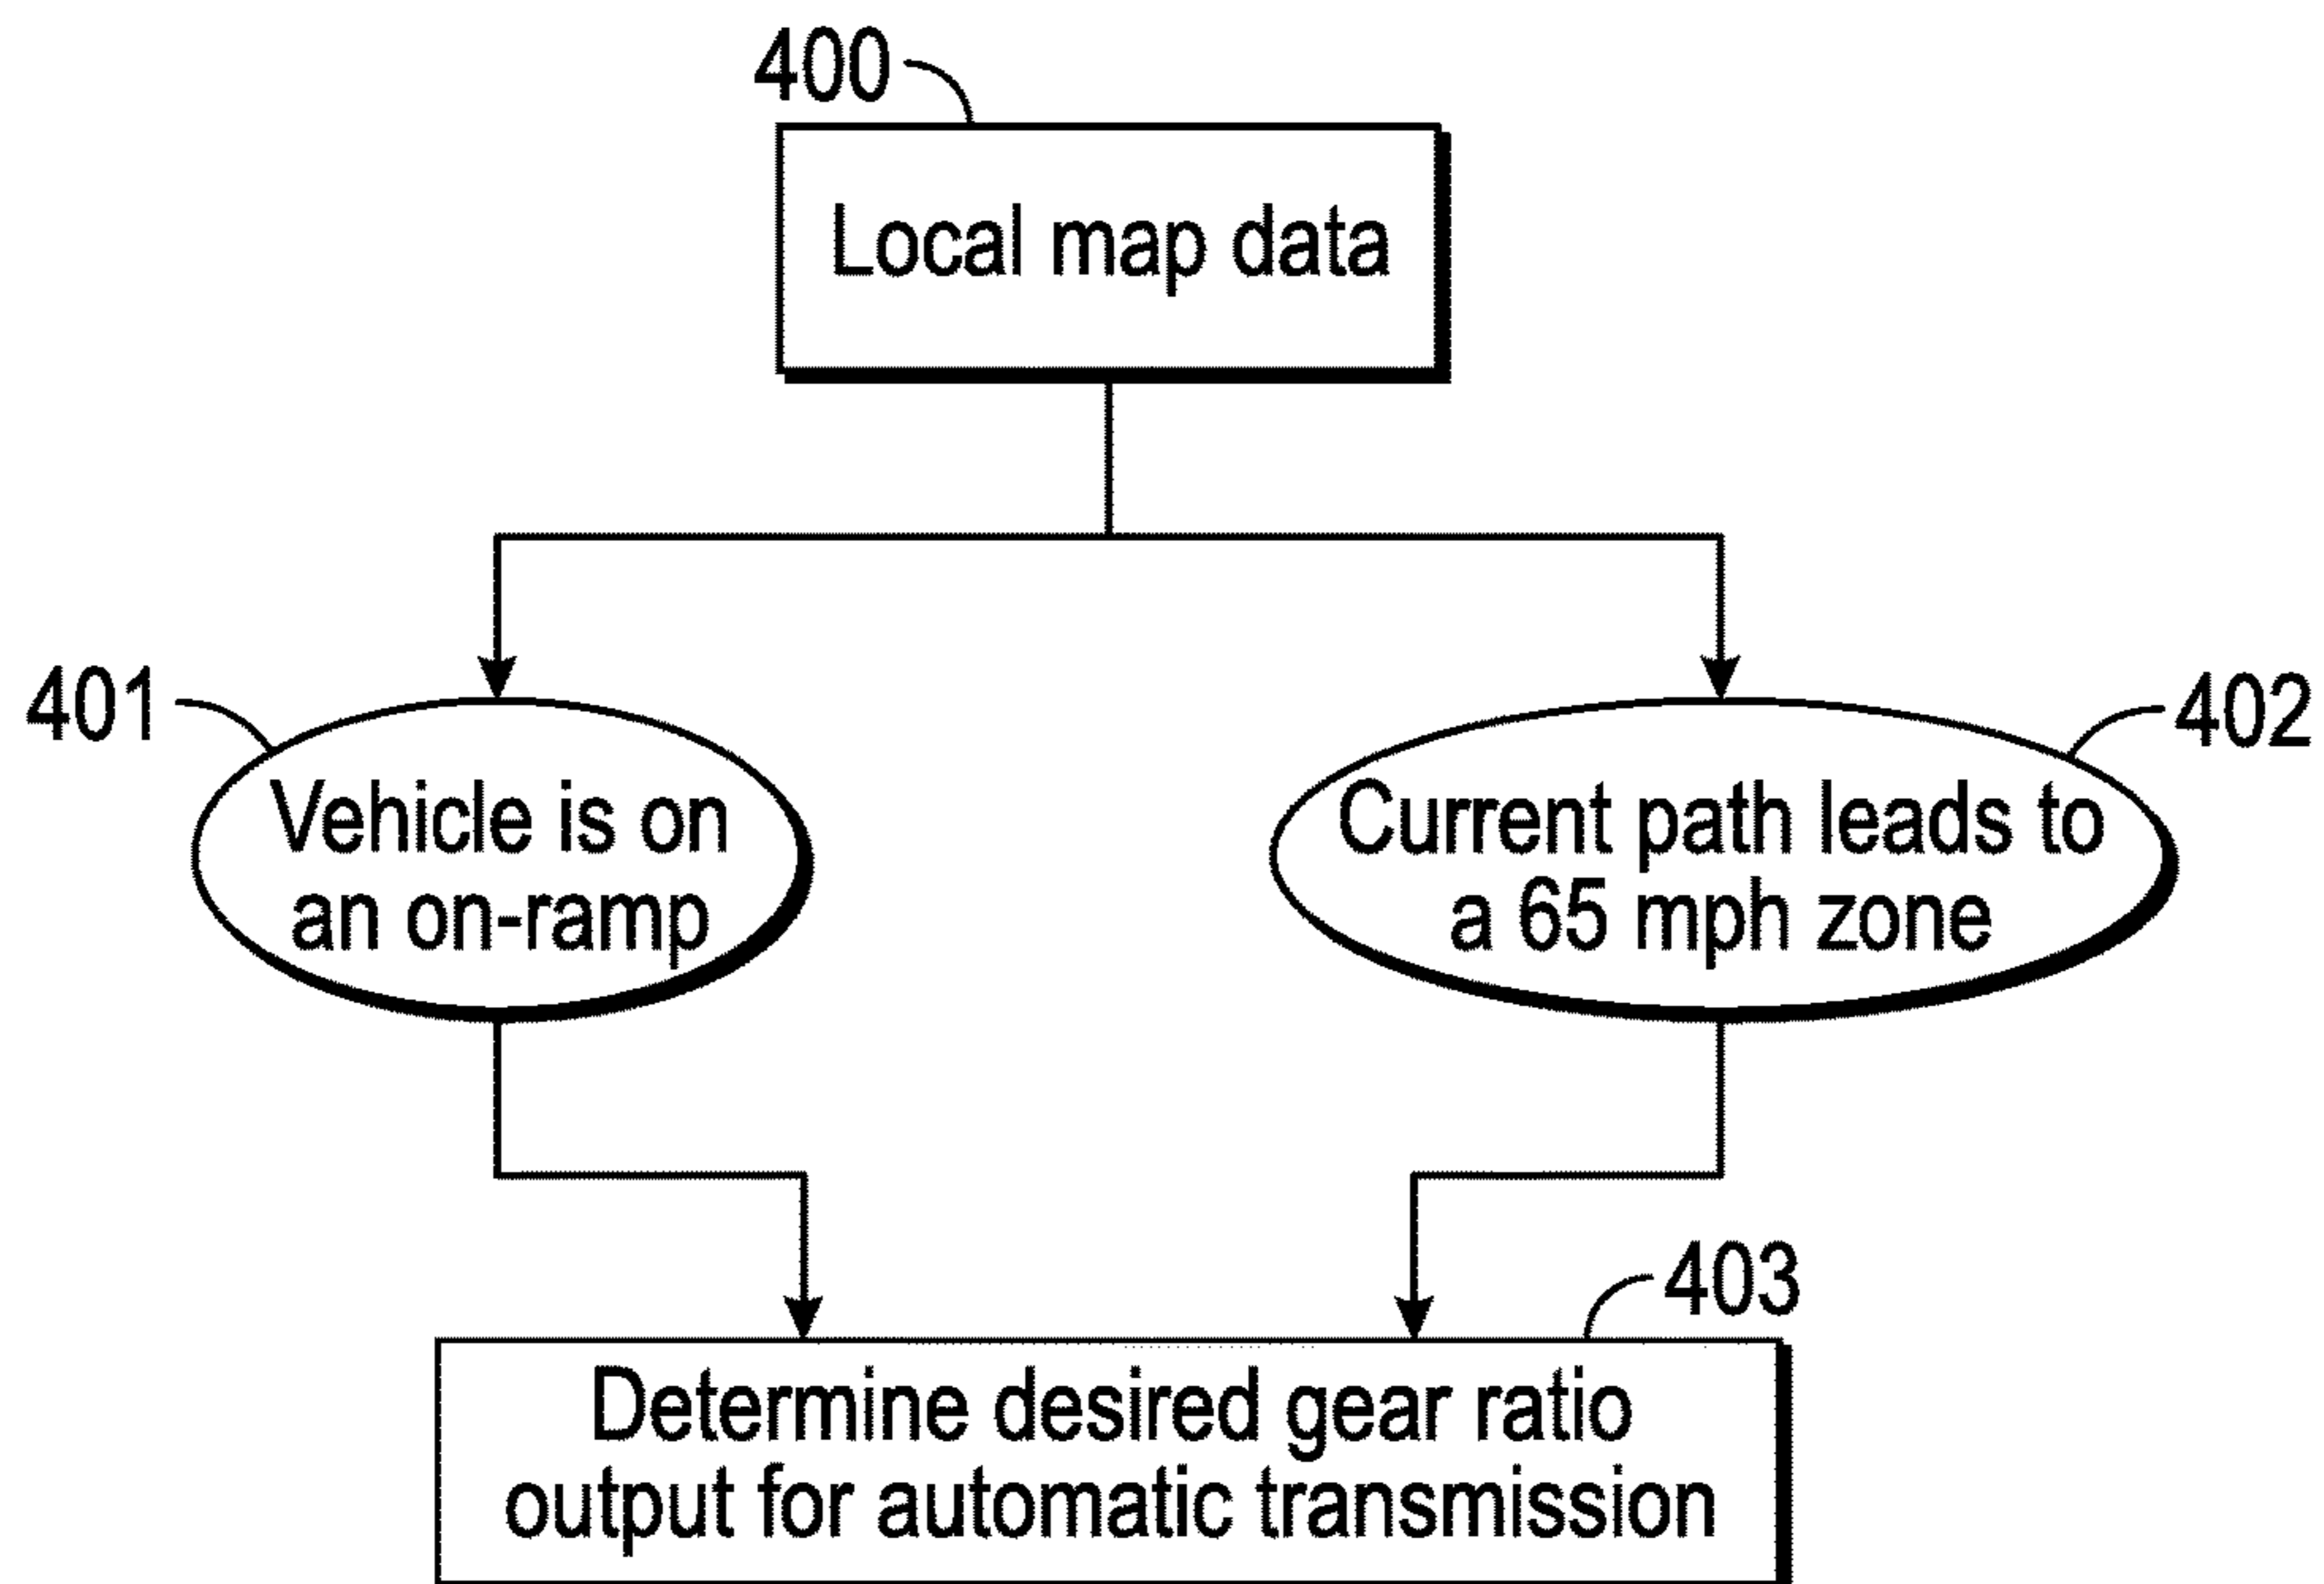 400
Local map data
401
Vehicle is on
an on-ramp
402
Current path leads to
a 65 mph zone
403
Determine desired gear ratio
output for automatic transmission